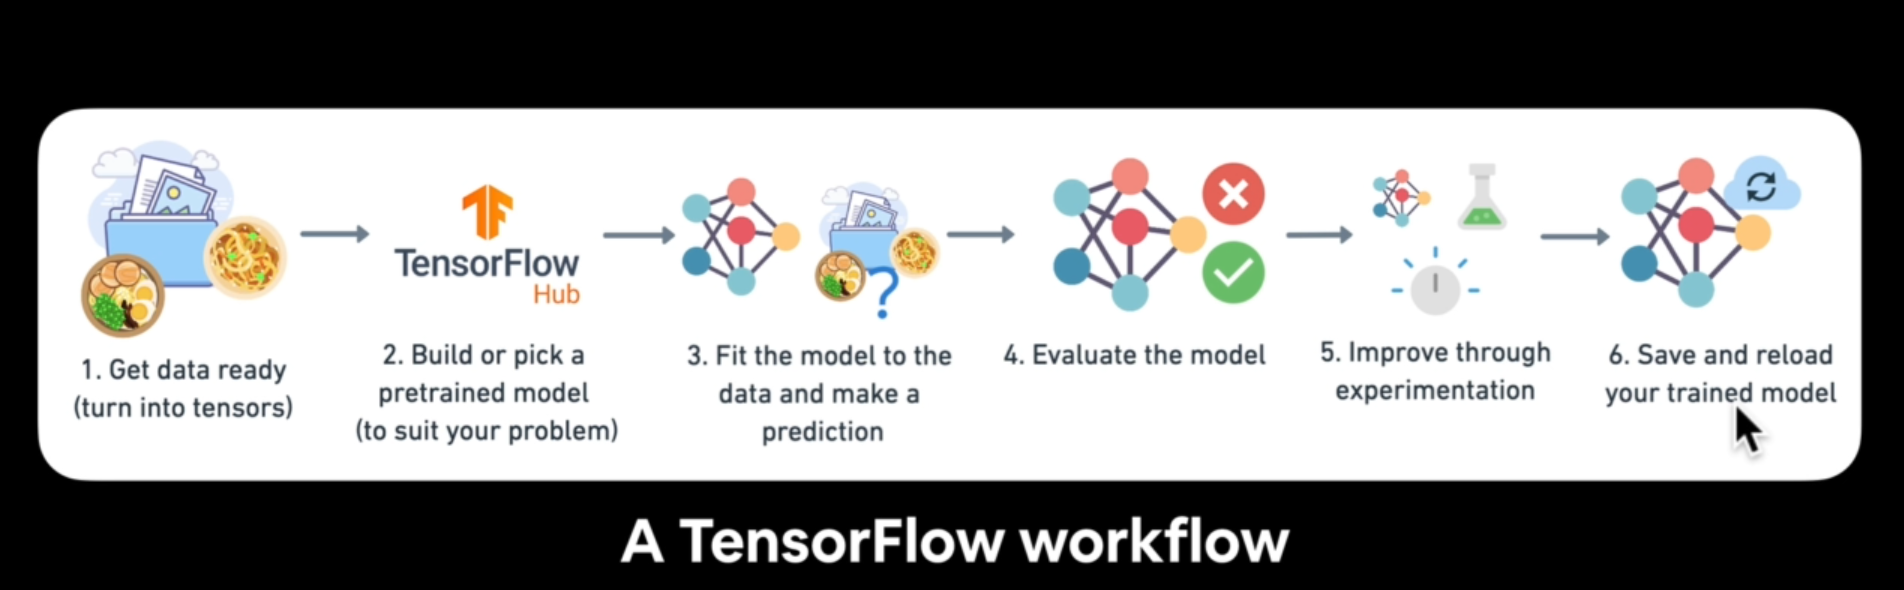 1. Get data ready
(turn into tensors)
TensorFlow
Hub
2. Build or pick a
pretrained model
(to suit your problem)
?
3. Fit the model to the
data and make a
prediction
4. Evaluate the model
5. Improve through
experimentation
6. Save and reload
your trained model
A TensorFlow workflow